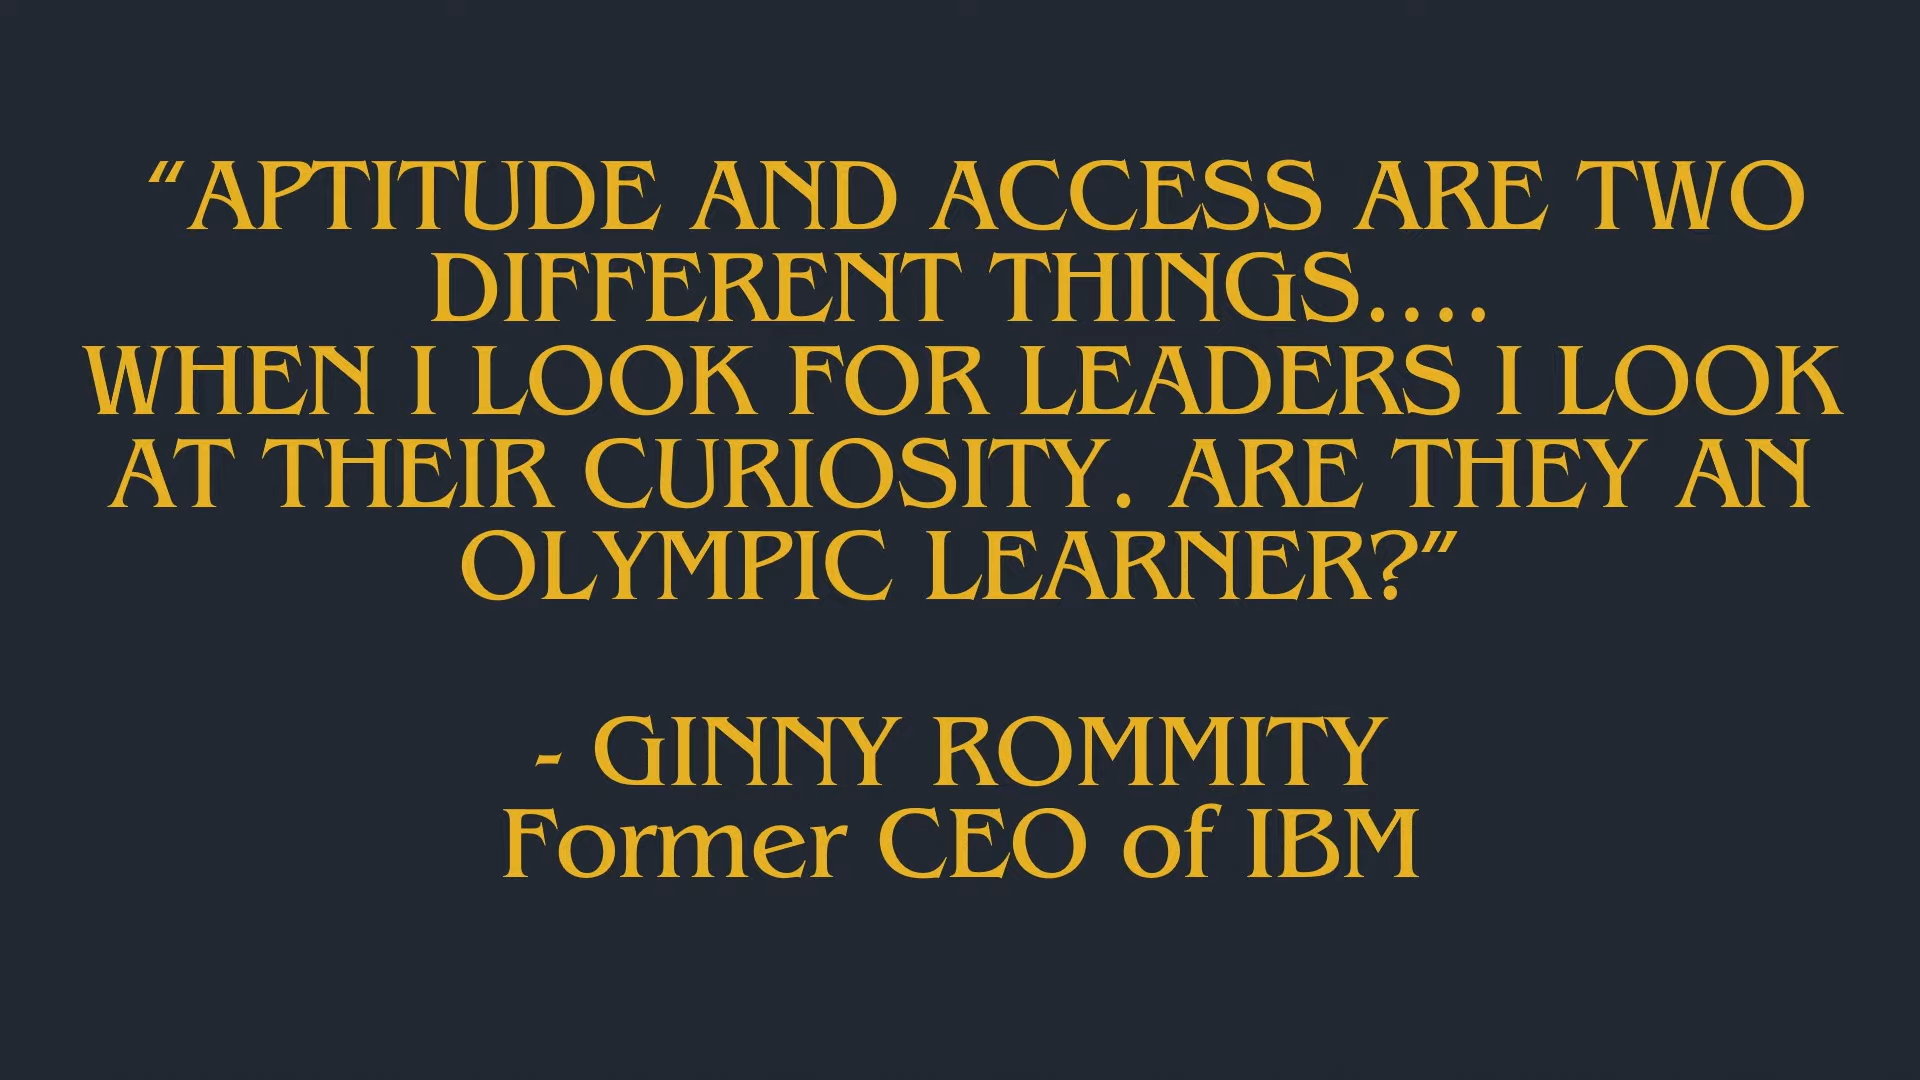 “APTITUDE AND ACCESS ARE TWO
DIFFERENT THINGS....
WHEN I LOOK FOR LEADERS I LOOK
AT THEIR CURIOSITY. ARE THEY AN
OLYMPIC LEARNER?”
- GINNY ROMMITY
Former CEO of IBM